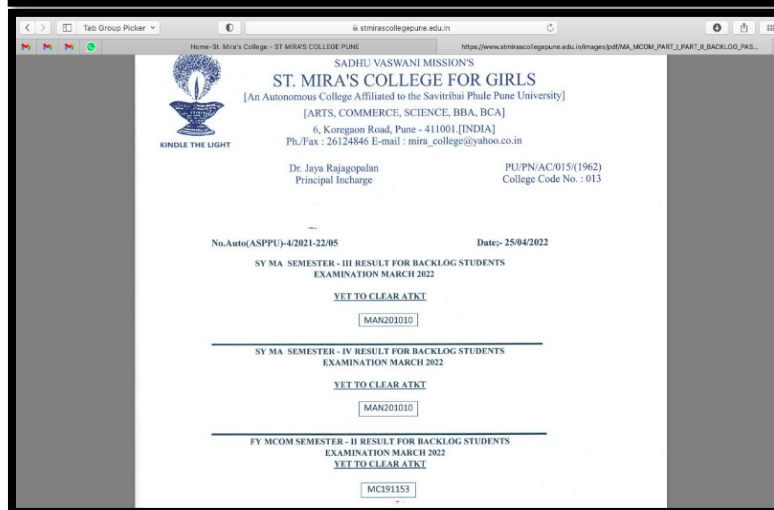 Tab Group Picker
stmirascollegepune.edu.in
Home-St. Mira's College - ST MIRA'S COLLEGE PUNE
https://www.stmirascollegepune.edu.in/images/pdf/MA_MCOM_PART_I_PART_II_BACKLOG_PAS...
SADHU VASWANI MISSION'S
ST. MIRA'S COLLEGE FOR GIRLS
[An Autonomous College Affiliated to the Savitribai Phule Pune University]
[ARTS, COMMERCE, SCIENCE, BBA, BCA]
6, Koregaon Road, Pune - 411001.[INDIA]
Ph./Fax : 26124846 E-mail : mira_college@yahoo.co.in
KINDLE THE LIGHT
Dr. Jaya Rajagopalan
Principal Incharge
PU/PN/AC/015/(1962)
College Code No. : 013
No.Auto(ASPPU)-4/2021-22/05
Date;- 25/04/2022
SY MA SEMESTER - III RESULT FOR BACKLOG STUDENTS
EXAMINATION MARCH 2022
YET TO CLEAR ATKT
MAN201010
SY MA SEMESTER - IV RESULT FOR BACKLOG STUDENTS
EXAMINATION MARCH 2022
YET TO CLEAR ATKT
MAN201010
FY MCOM SEMESTER - II RESULT FOR BACKLOG STUDENTS
EXAMINATION MARCH 2022
YET TO CLEAR ATKT
MC191153